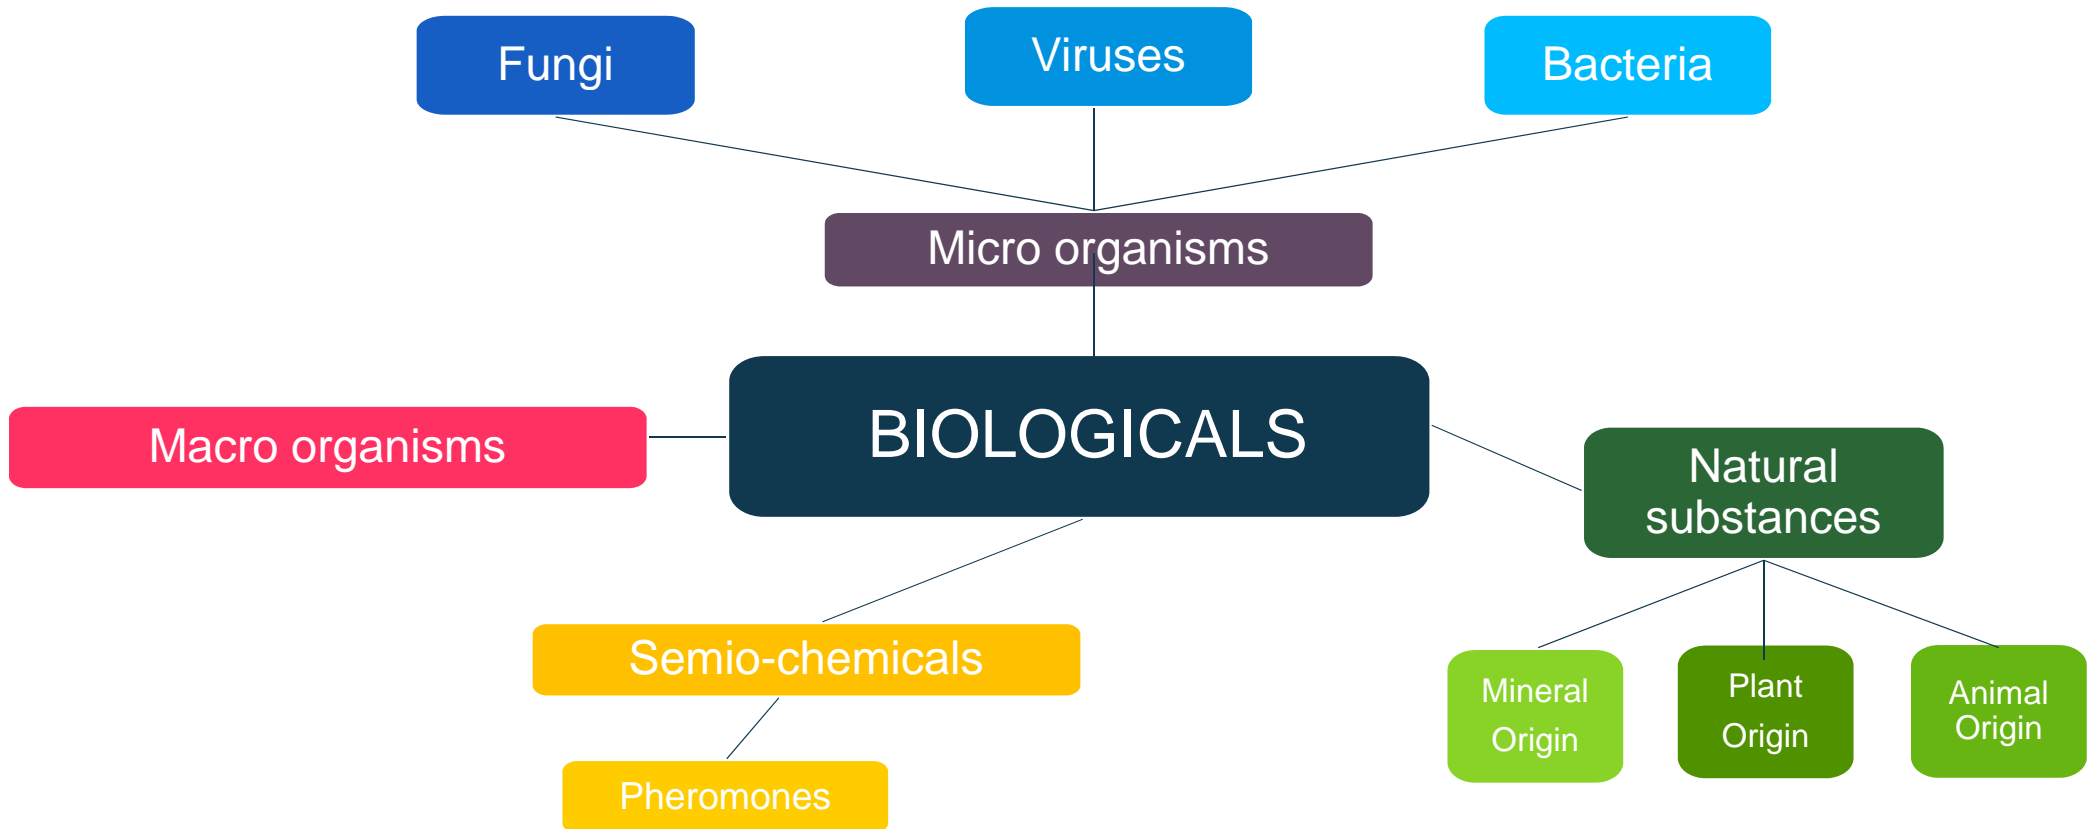 Fungi
Viruses
Bacteria
Micro organisms
BIOLOGICALS
Macro organisms
Natural
substances
Semio-chemicals
Mineral
Origin
Plant
Origin
Animal
Origin
Pheromones